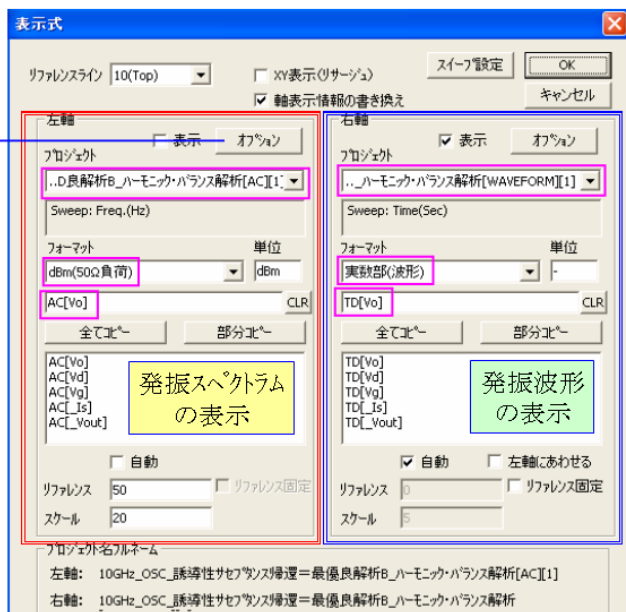 表示式
リファレンスライン 10(Top) XY表示(リサージュ) スイープ設定 OK
軸表示情報の書き換え キャンセル
左軸
表示 オプション
プロジェクト
..D良解析B_ハーモニック・バランス解析[AC][1]
Sweep: Freq.(Hz)
フォーマット 単位
dBm(50Ω負荷) dBm
AC[Vo] CLR
全てコピー 部分コピー
AC[Vo]
AC[Vd]
AC[Vg]
AC[_Is]
AC[_Vout]
発振スペクトラム
の表示
自動
リファレンス 50 リファレンス固定
スケール 20
右軸
表示 オプション
プロジェクト
.._ハーモニック・バランス解析[WAVEFORM][1]
Sweep: Time(Sec)
フォーマット 単位
実数部(波形) -
TD[Vo] CLR
全てコピー 部分コピー
TD[Vo]
TD[Vd]
TD[Vg]
TD[_Is]
TD[_Vout]
発振波形
の表示
自動 左軸にあわせる
リファレンス 0 リファレンス固定
スケール 5
プロジェクト名フルネーム
左軸: 10GHz_OSC_誘導性サセプタンス帰還=最優良解析B_ハーモニック・バランス解析[AC][1]
右軸: 10GHz_OSC_誘導性サセプタンス帰還=最優良解析B_ハーモニック・バランス解析